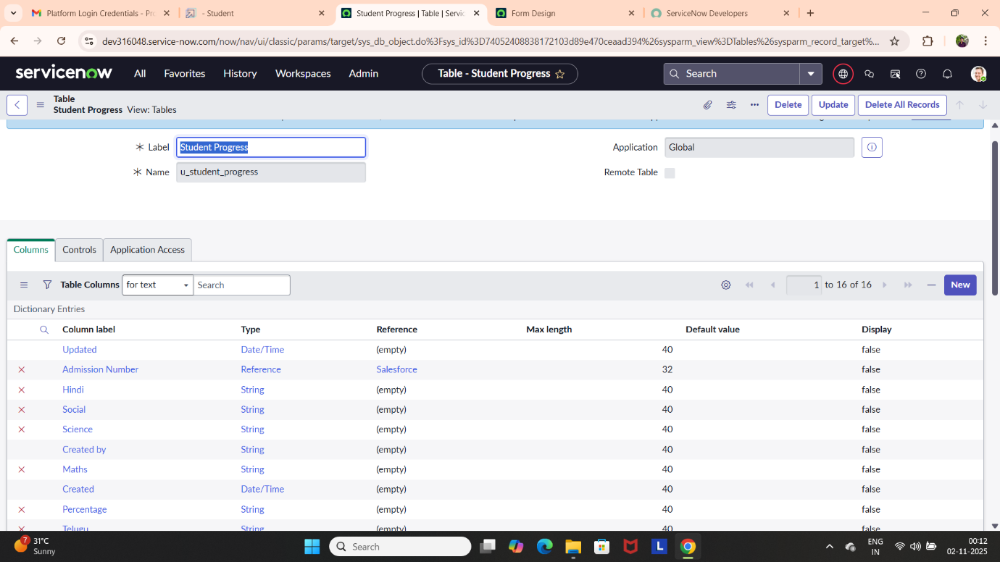 Platform Login Credentials - Pr
- Student
Student Progress | Table | Servic
Form Design
ServiceNow Developers
dev316048.service-now.com/now/nav/ui/classic/params/target/sys_db_object.do%3Fsys_id%3D74052408838172103d89e470ceaad394%26sysparm_view%3DTables%26sysparm_record_target%...
servicenow
All
Favorites
History
Workspaces
Admin
Table - Student Progress
Search
Table
Student Progress View: Tables
Delete
Update
Delete All Records
Label
Student Progress
Application
Global
Name
u_student_progress
Remote Table
Columns
Controls
Application Access
Table Columns
for text
Search
1 to 16 of 16
New
Dictionary Entries
Column label Type Reference Max length Default value Display
Updated Date/Time (empty) 40 false
Admission Number Reference Salesforce 32 false
Hindi String (empty) 40 false
Social String (empty) 40 false
Science String (empty) 40 false
Created by String (empty) 40 false
Maths String (empty) 40 false
Created Date/Time (empty) 40 false
Percentage String (empty) 40 false
Telugu String (empty) 40 false
7
31°C
Sunny
Search
L
ENG
IN
00:12
02-11-2025